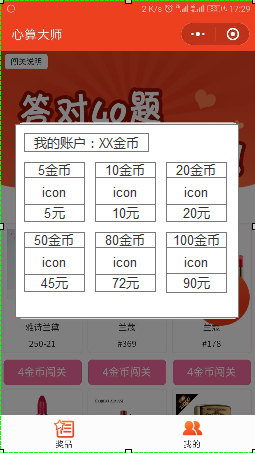 2 K/s 17:29
心算大师
闯关说明
答对40题
我的账户：XX金币
5金币 10金币 20金币
icon icon icon
5元 10元 20元
50金币 80金币 100金币
icon icon icon
45元 72元 90元
雅诗兰黛 兰蔻 兰蔻
250-21 #369 #178
4金币闯关 4金币闯关 4金币闯关
奖品 我的